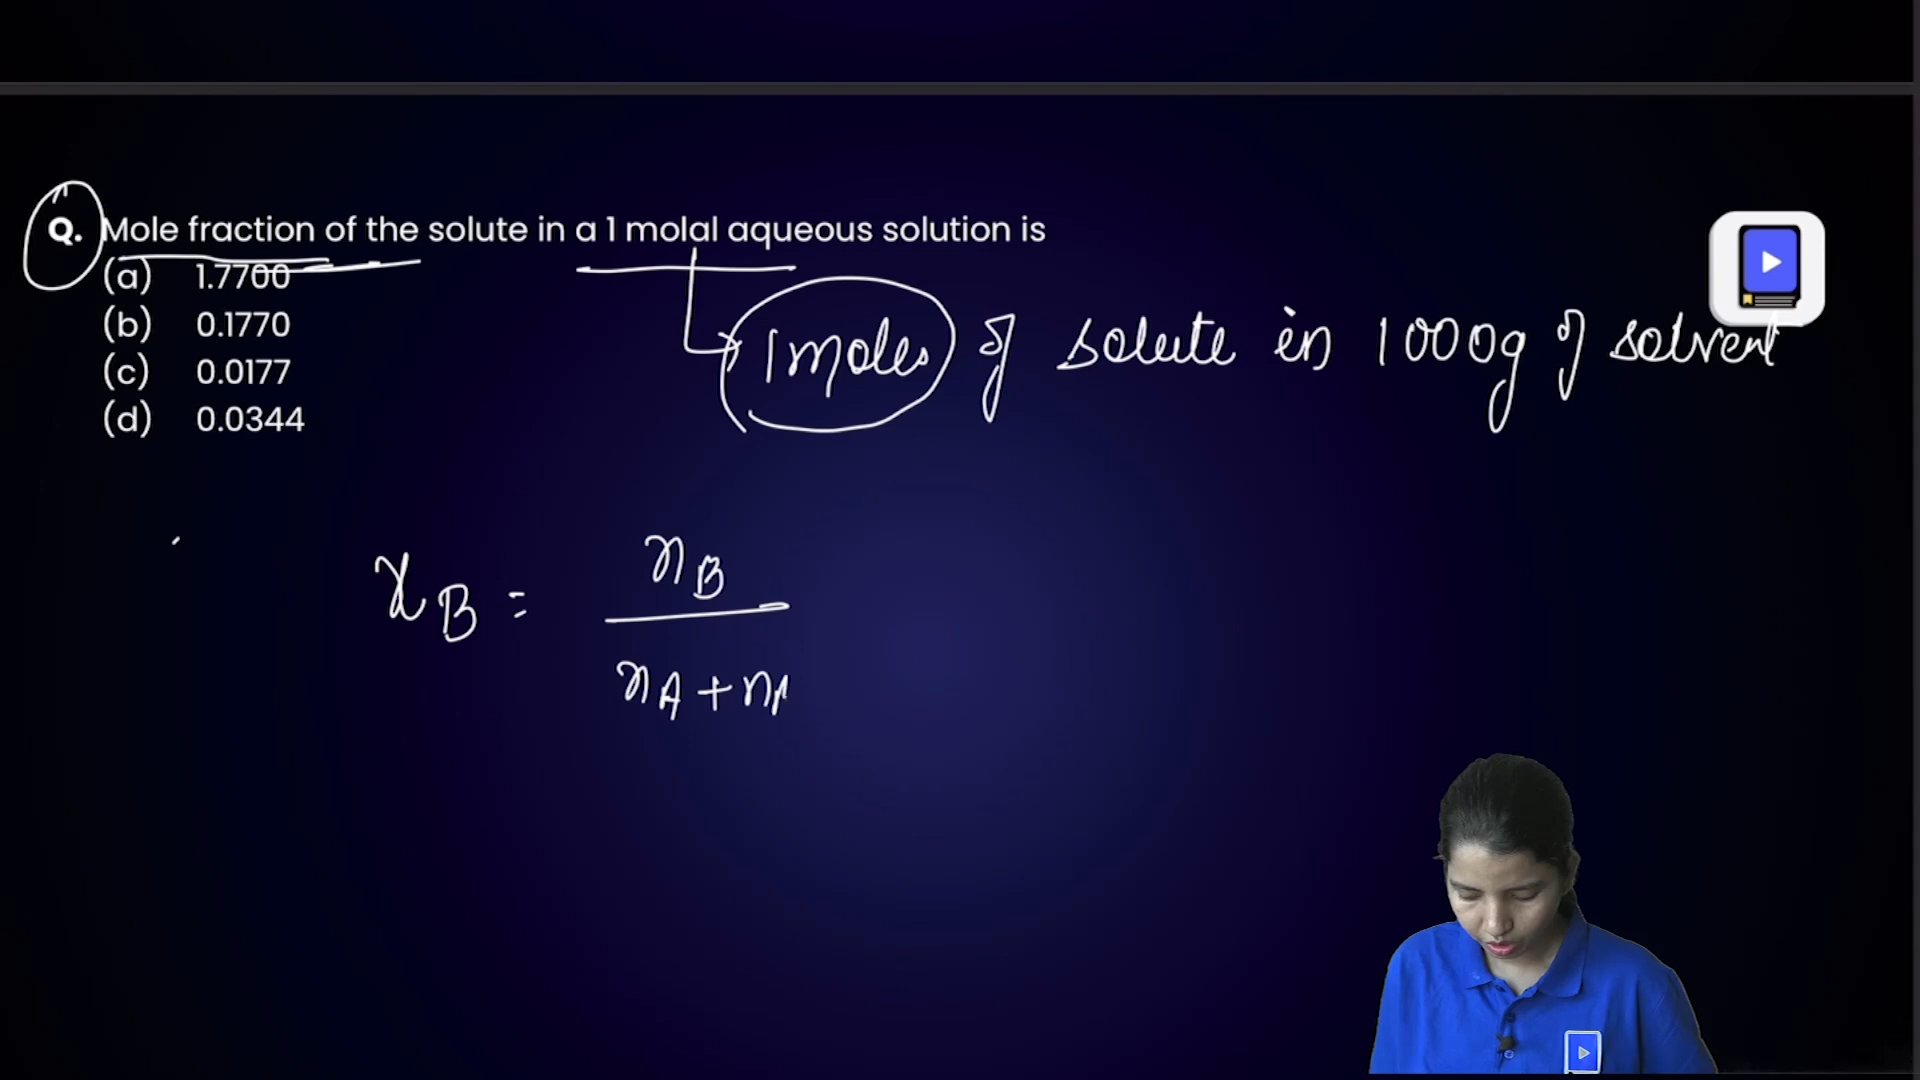 Q. Mole fraction of the solute in a 1 molal aqueous solution is
(a) 1.7700
(b) 0.1770
(c) 0.0177
(d) 0.0344
1 moles of solute in 1000g of solvent
x_B = n_B
n_A + n